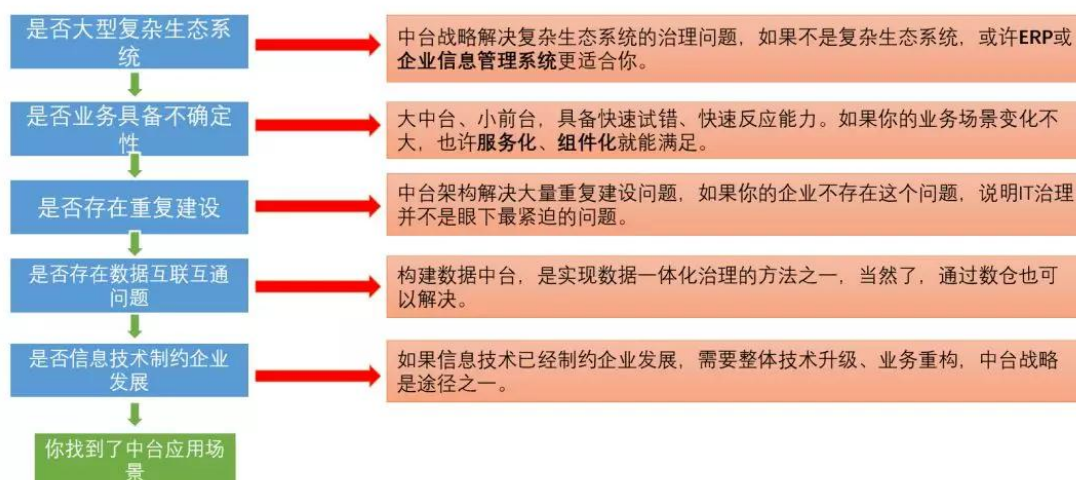 是否大型复杂生态系
统
中台战略解决复杂生态系统的治理问题，如果不是复杂生态系统，或许ERP或
企业信息管理系统更适合你。
是否业务具备不确定
性
大中台、小前台，具备快速试错、快速反应能力。如果你的业务场景变化不
大，也许服务化、组件化就能满足。
是否存在重复建设
中台架构解决大量重复建设问题，如果你的企业不存在这个问题，说明IT治理
并不是眼下最紧迫的问题。
是否存在数据互联互通
问题
构建数据中台，是实现数据一体化治理的方法之一，当然了，通过数仓也可
以解决。
是否信息技术制约企业
发展
如果信息技术已经制约企业发展，需要整体技术升级、业务重构，中台战略
是途径之一。
你找到了中台应用场
景